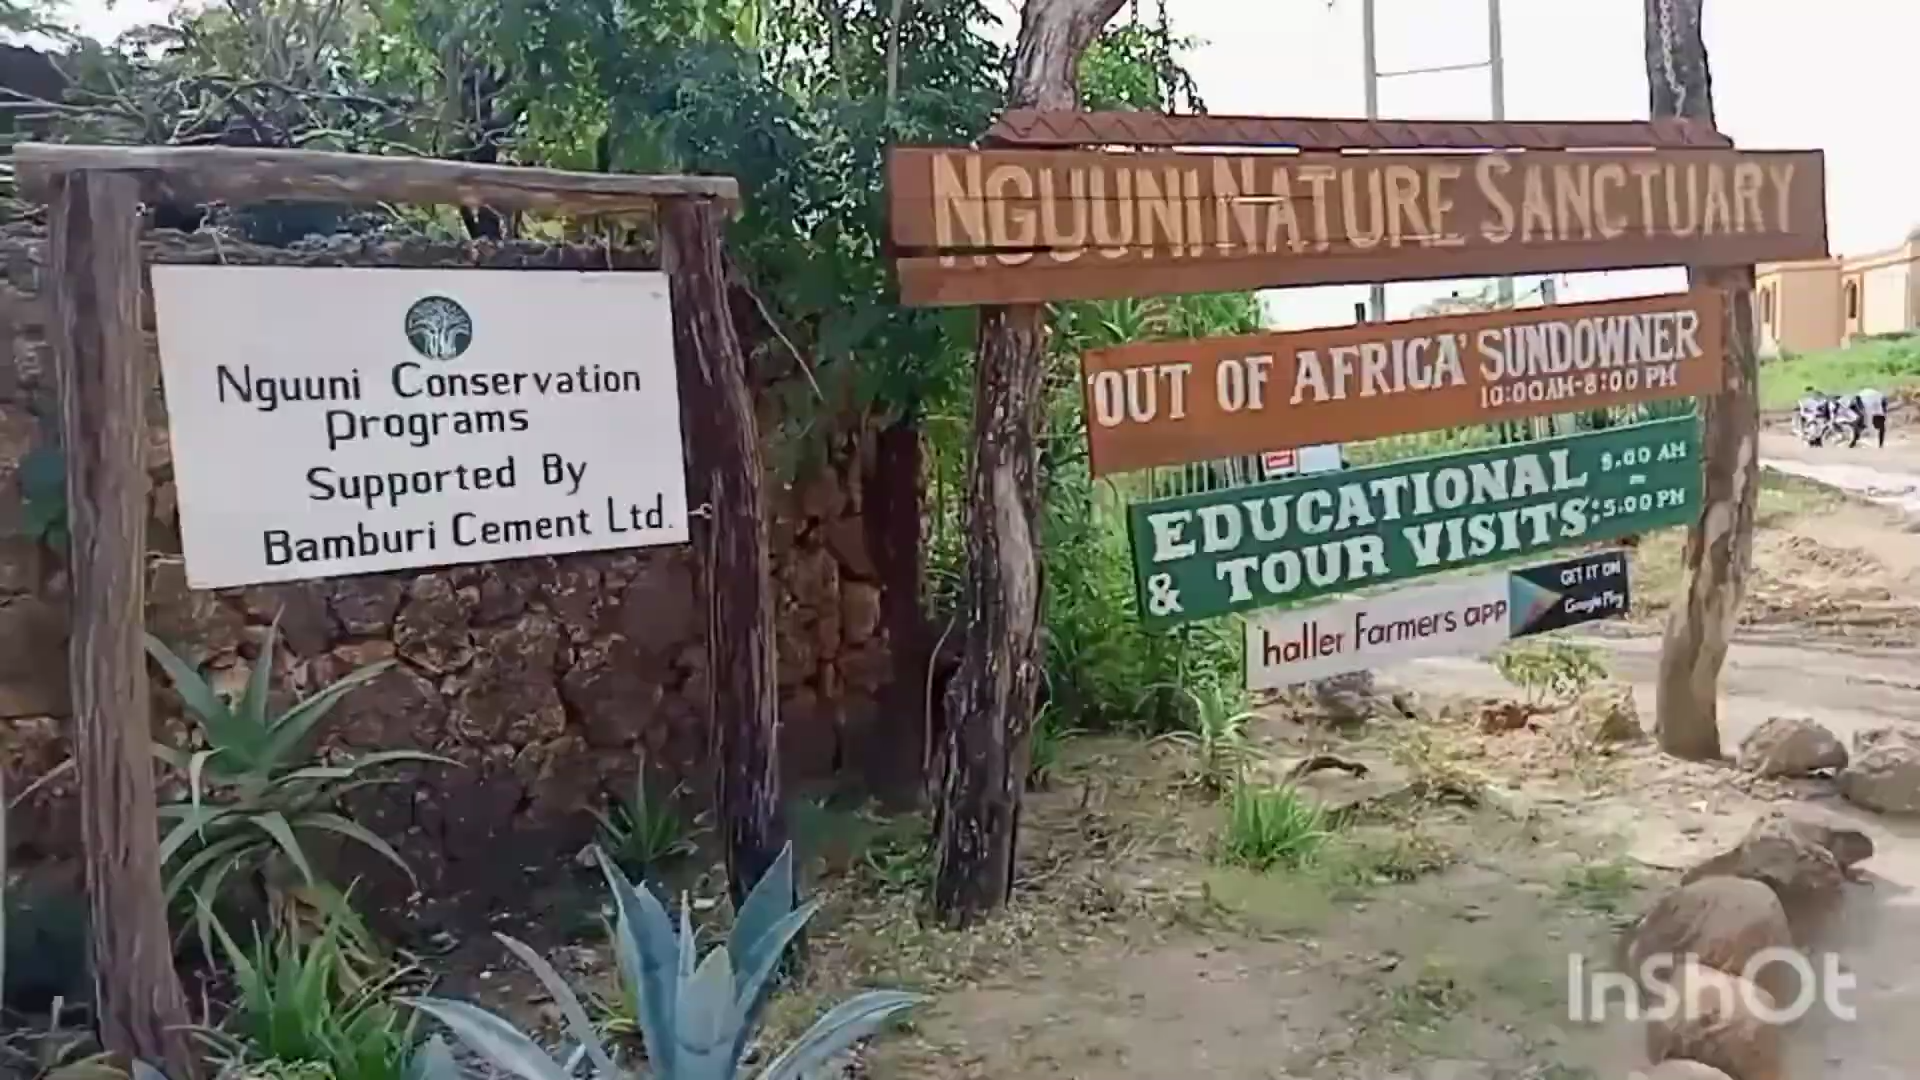 Nguuni Conservation
Programs
Supported By
Bamburi Cement Ltd.
NGUUNI NATURE SANCTUARY
'OUT OF AFRICA' SUNDOWNER
10:00AM-8:00 PM
EDUCATIONAL
& TOUR VISITS:
8.00 AM
-
5.00 PM
haller Farmers app
GET IT ON
Google Play
InShOt